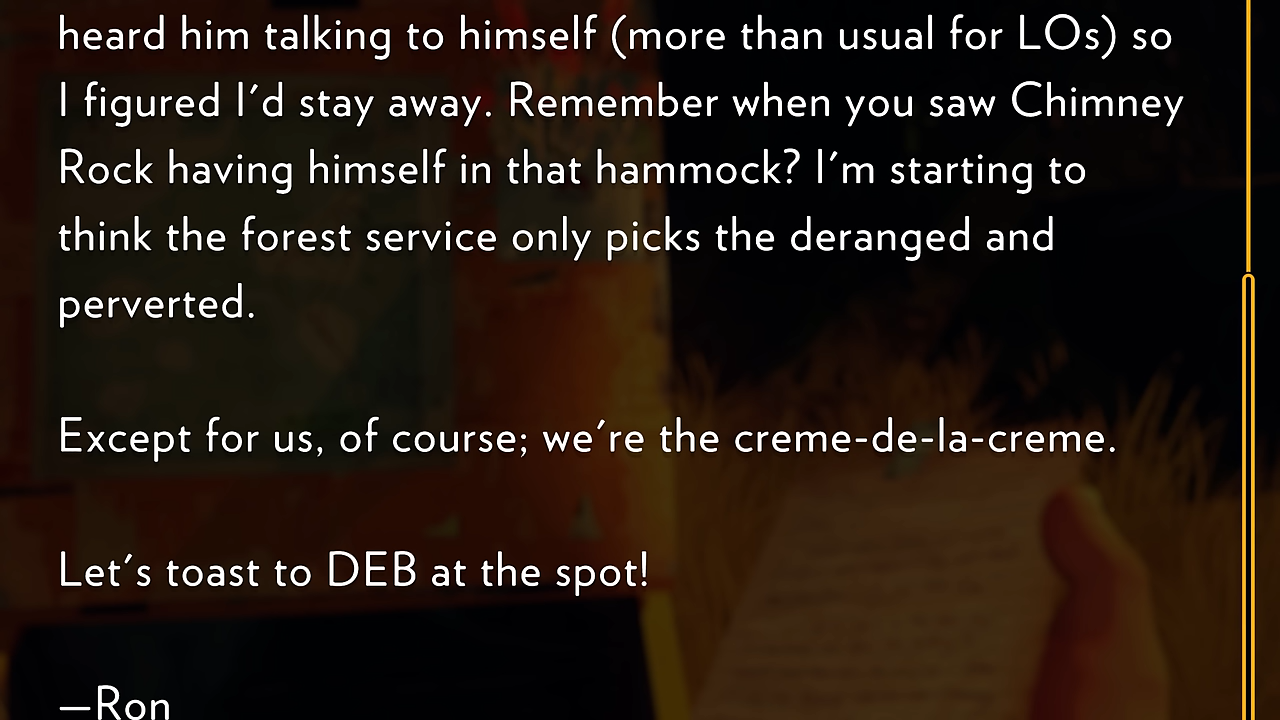 heard him talking to himself (more than usual for LOs) so
I figured I'd stay away. Remember when you saw Chimney
Rock having himself in that hammock? I'm starting to
think the forest service only picks the deranged and
perverted.
Except for us, of course; we're the creme-de-la-creme.
Let's toast to DEB at the spot!
—Ron